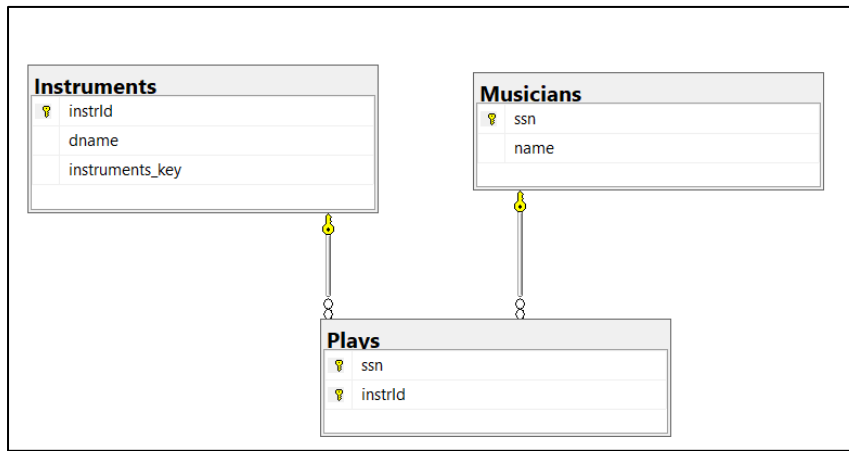 Instruments
instrId
dname
instruments_key
Musicians
ssn
name
Plays
ssn
instrId